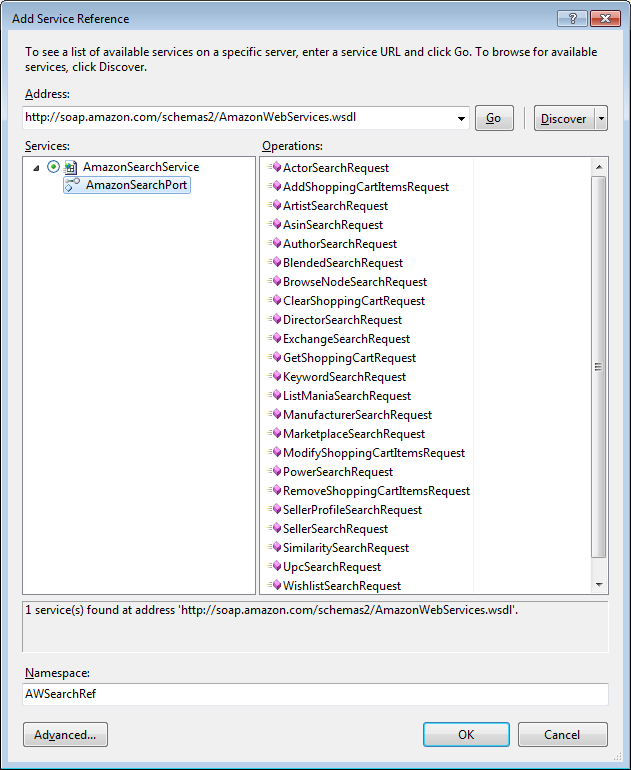 Add Service Reference
To see a list of available services on a specific server, enter a service URL and click Go. To browse for available
services, click Discover.
Address:
http://soap.amazon.com/schemas2/AmazonWebServices.wsdl
Go
Discover
Services:
Operations:
AmazonSearchService
AmazonSearchPort
ActorSearchRequest
AddShoppingCartItemsRequest
ArtistSearchRequest
AsinSearchRequest
AuthorSearchRequest
BlendedSearchRequest
BrowseNodeSearchRequest
ClearShoppingCartRequest
DirectorSearchRequest
ExchangeSearchRequest
GetShoppingCartRequest
KeywordSearchRequest
ListManiaSearchRequest
ManufacturerSearchRequest
MarketplaceSearchRequest
ModifyShoppingCartItemsRequest
PowerSearchRequest
RemoveShoppingCartItemsRequest
SellerProfileSearchRequest
SellerSearchRequest
SimilaritySearchRequest
UpcSearchRequest
WishlistSearchRequest
1 service(s) found at address 'http://soap.amazon.com/schemas2/AmazonWebServices.wsdl'.
Namespace:
AWSearchRef
Advanced...
OK
Cancel